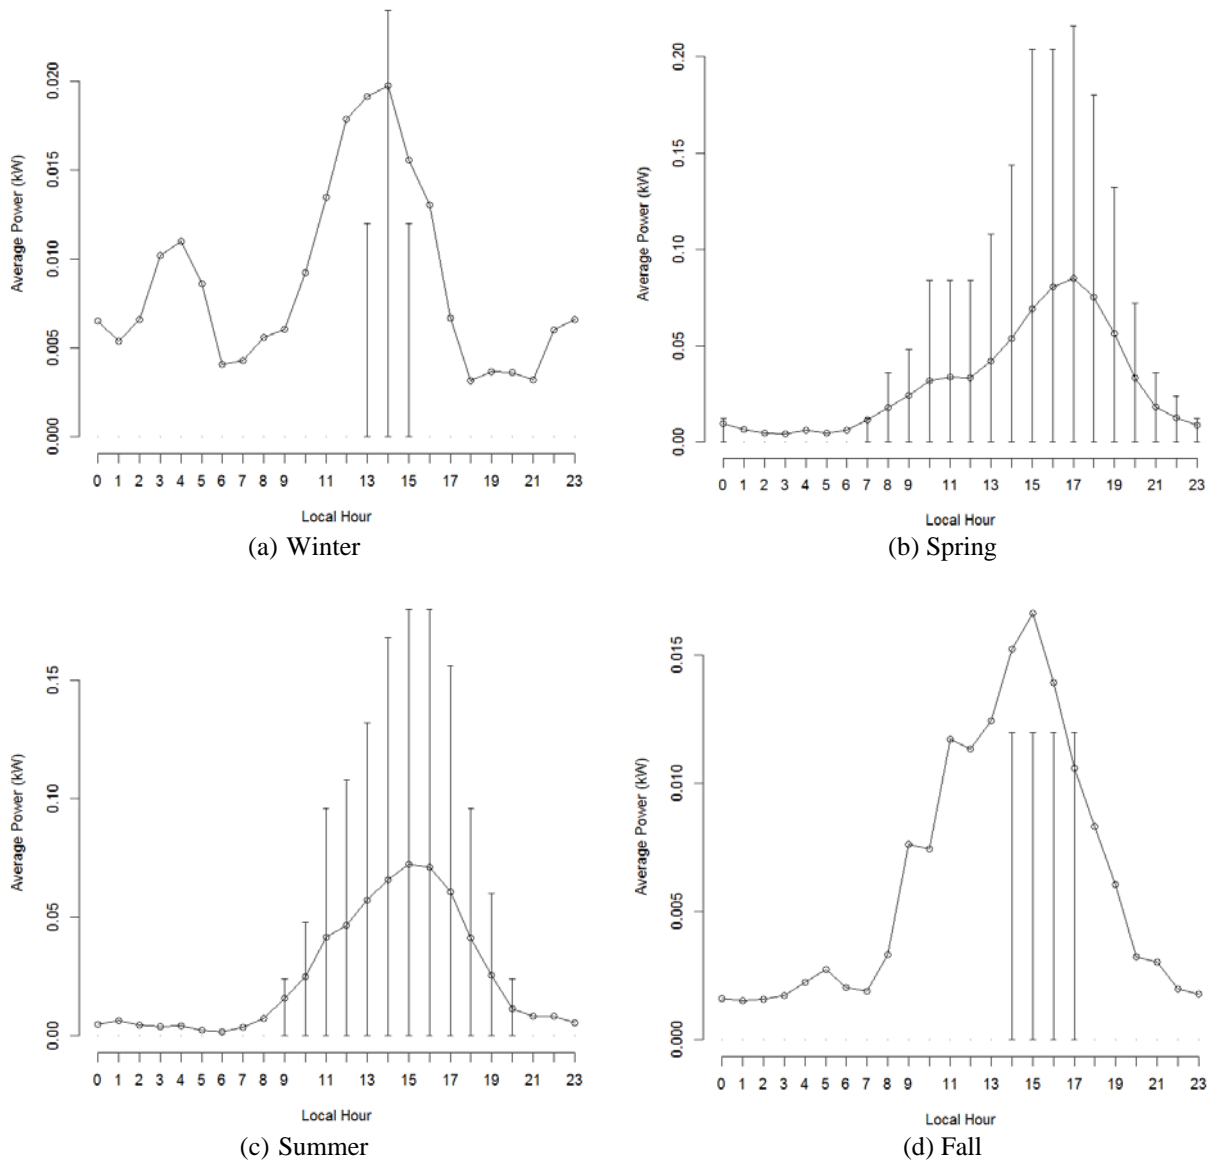 Average Power (kW)
0.020
0.015
0.010
0.005
0.000
0 1 2 3 4 5 6 7 9 11 13 15 17 19 21 23
Local Hour
(a) Winter
Average Power (kW)
0.20
0.15
0.10
0.05
0.00
0 1 2 3 4 5 6 7 9 11 13 15 17 19 21 23
Local Hour
(b) Spring
Average Power (kW)
0.15
0.10
0.05
0.00
0 1 2 3 4 5 6 7 8 9 11 13 15 17 19 21 23
Local Hour
(c) Summer
Average Power (kW)
0.015
0.010
0.005
0.000
0 1 2 3 4 5 6 7 8 9 11 13 15 17 19 21 23
Local Hour
(d) Fall